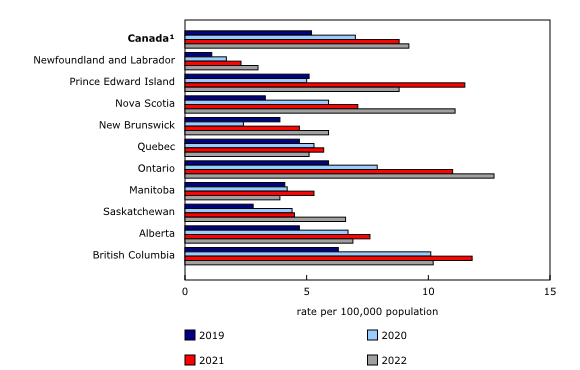 Canada¹
Newfoundland and Labrador
Prince Edward Island
Nova Scotia
New Brunswick
Quebec
Ontario
Manitoba
Saskatchewan
Alberta
British Columbia
0 5 10 15
rate per 100,000 population
2019 2020
2021 2022